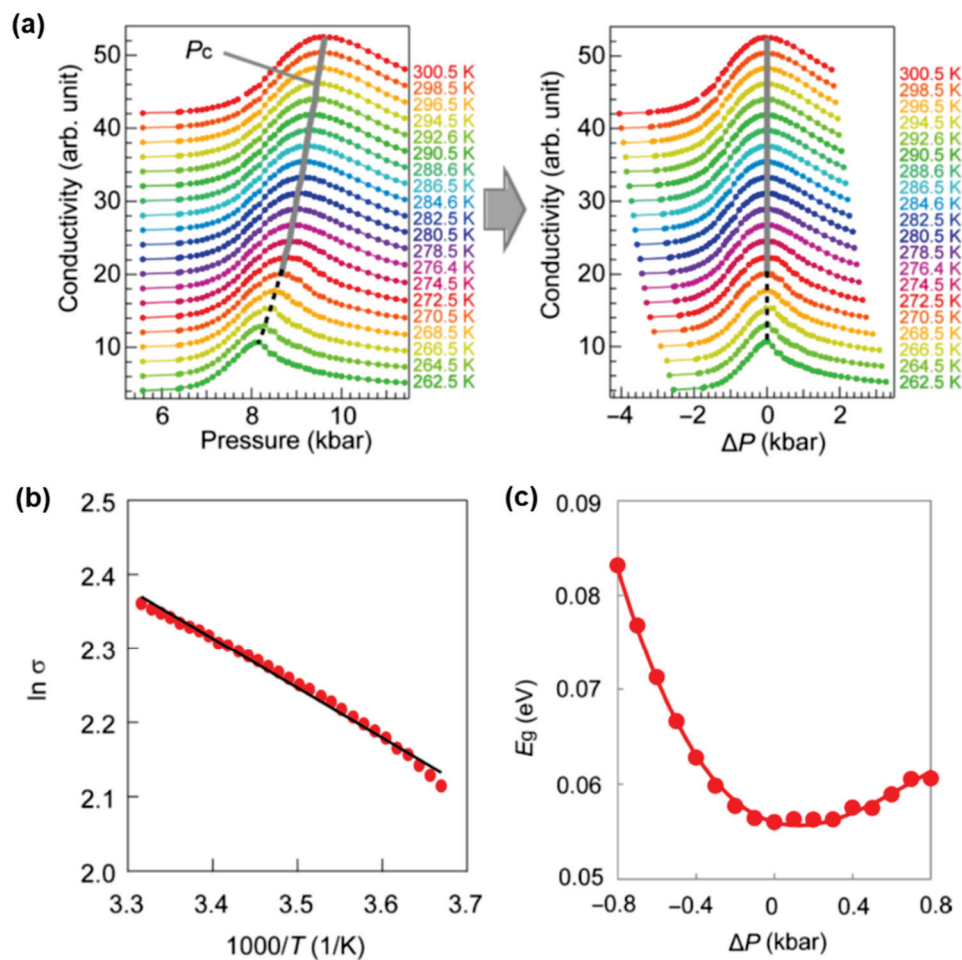 (a)
Pc
Conductivity (arb. unit)
50
40
30
20
10
6
8
10
Pressure (kbar)
300.5 K
298.5 K
296.5 K
294.5 K
292.6 K
290.5 K
288.6 K
286.5 K
284.6 K
282.5 K
280.5 K
278.5 K
276.4 K
274.5 K
272.5 K
270.5 K
268.5 K
266.5 K
264.5 K
262.5 K
Conductivity (arb. unit)
50
40
30
20
10
−4
−2
0
2
ΔP (kbar)
300.5 K
298.5 K
296.5 K
294.5 K
292.6 K
290.5 K
288.6 K
286.5 K
284.6 K
282.5 K
280.5 K
278.5 K
276.4 K
274.5 K
272.5 K
270.5 K
268.5 K
266.5 K
264.5 K
262.5 K
(b)
ln σ
2.5
2.4
2.3
2.2
2.1
2.0
3.3
3.4
3.5
3.6
3.7
1000/T (1/K)
(c)
Eg (eV)
0.09
0.08
0.07
0.06
0.05
−0.8
−0.4
0
0.4
0.8
ΔP (kbar)